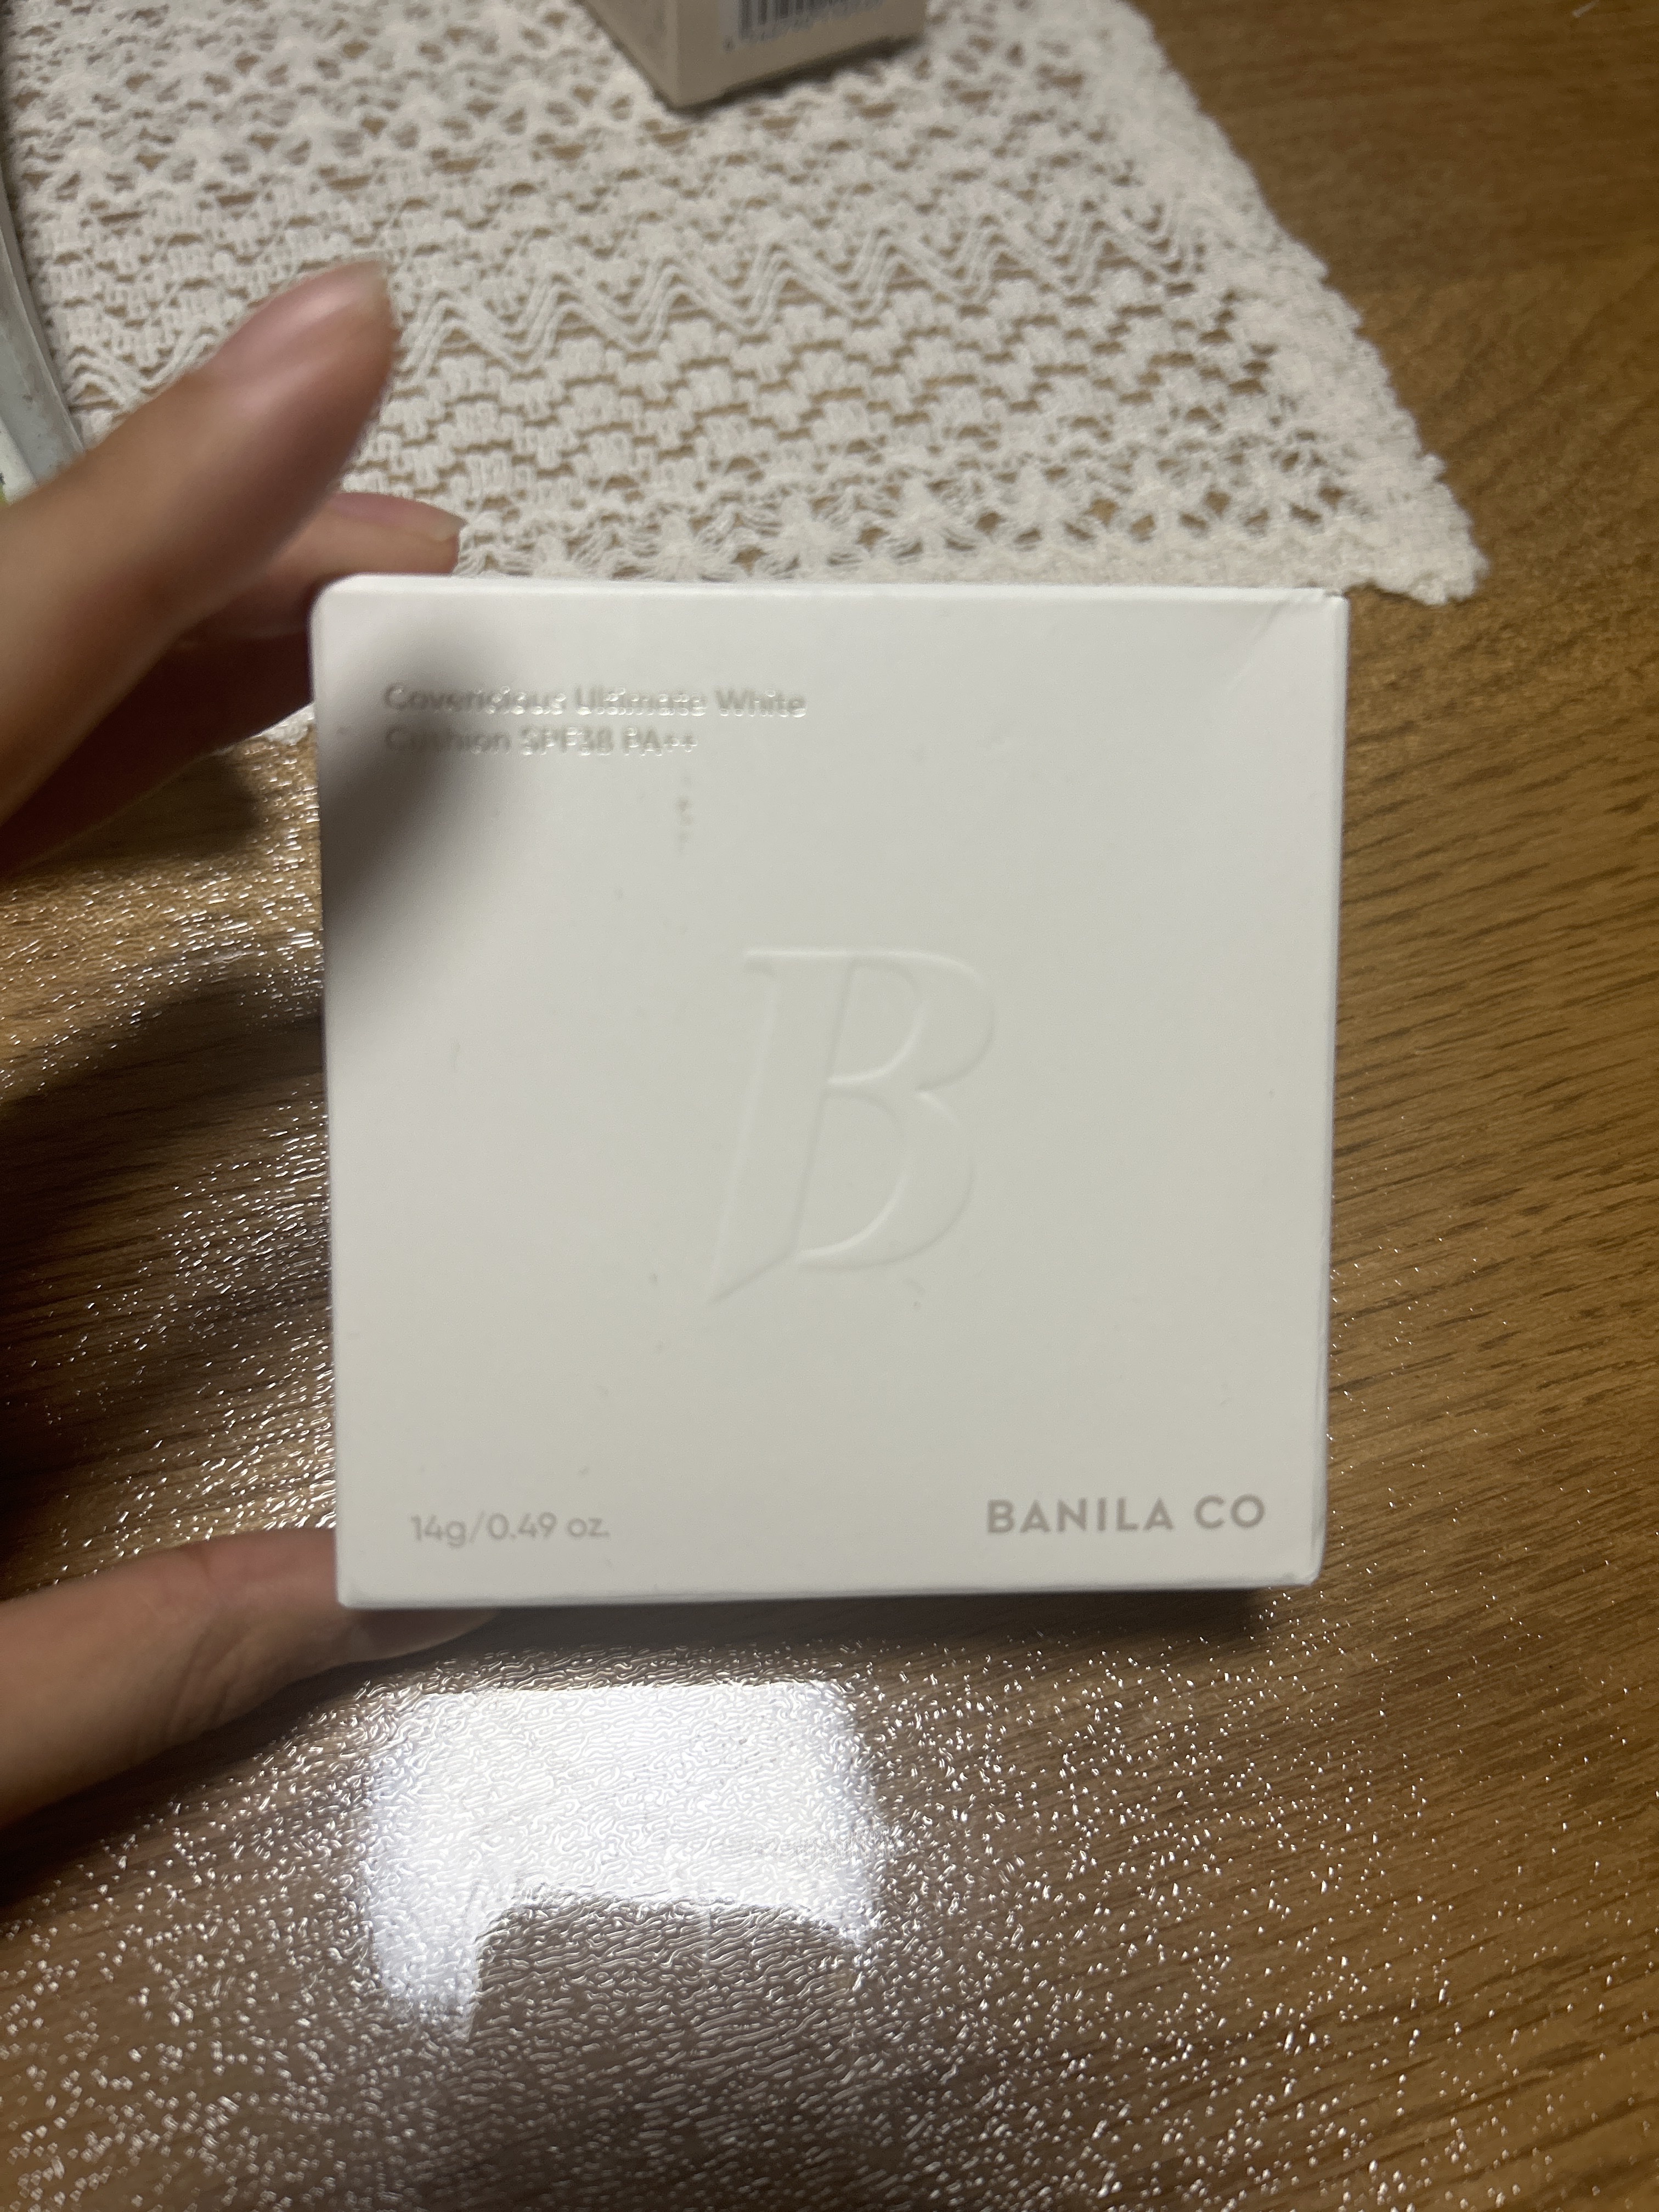 Covericious Ultimate White
Cushion SPF38 PA++
B
14g/0.49 oz.
BANILA CO